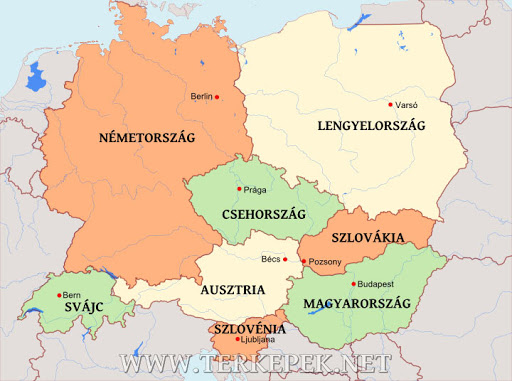 Berlin
Varsó
LENGYELORSZÁG
NÉMETORSZÁG
Prága
CSEHORSZÁG
SZLOVÁKIA
Bécs
Pozsony
Budapest
AUSZTRIA
Bern
SVÁJC
MAGYARORSZÁG
SZLOVÉNIA
Ljubljana
WWW.TERKEPEK.NET